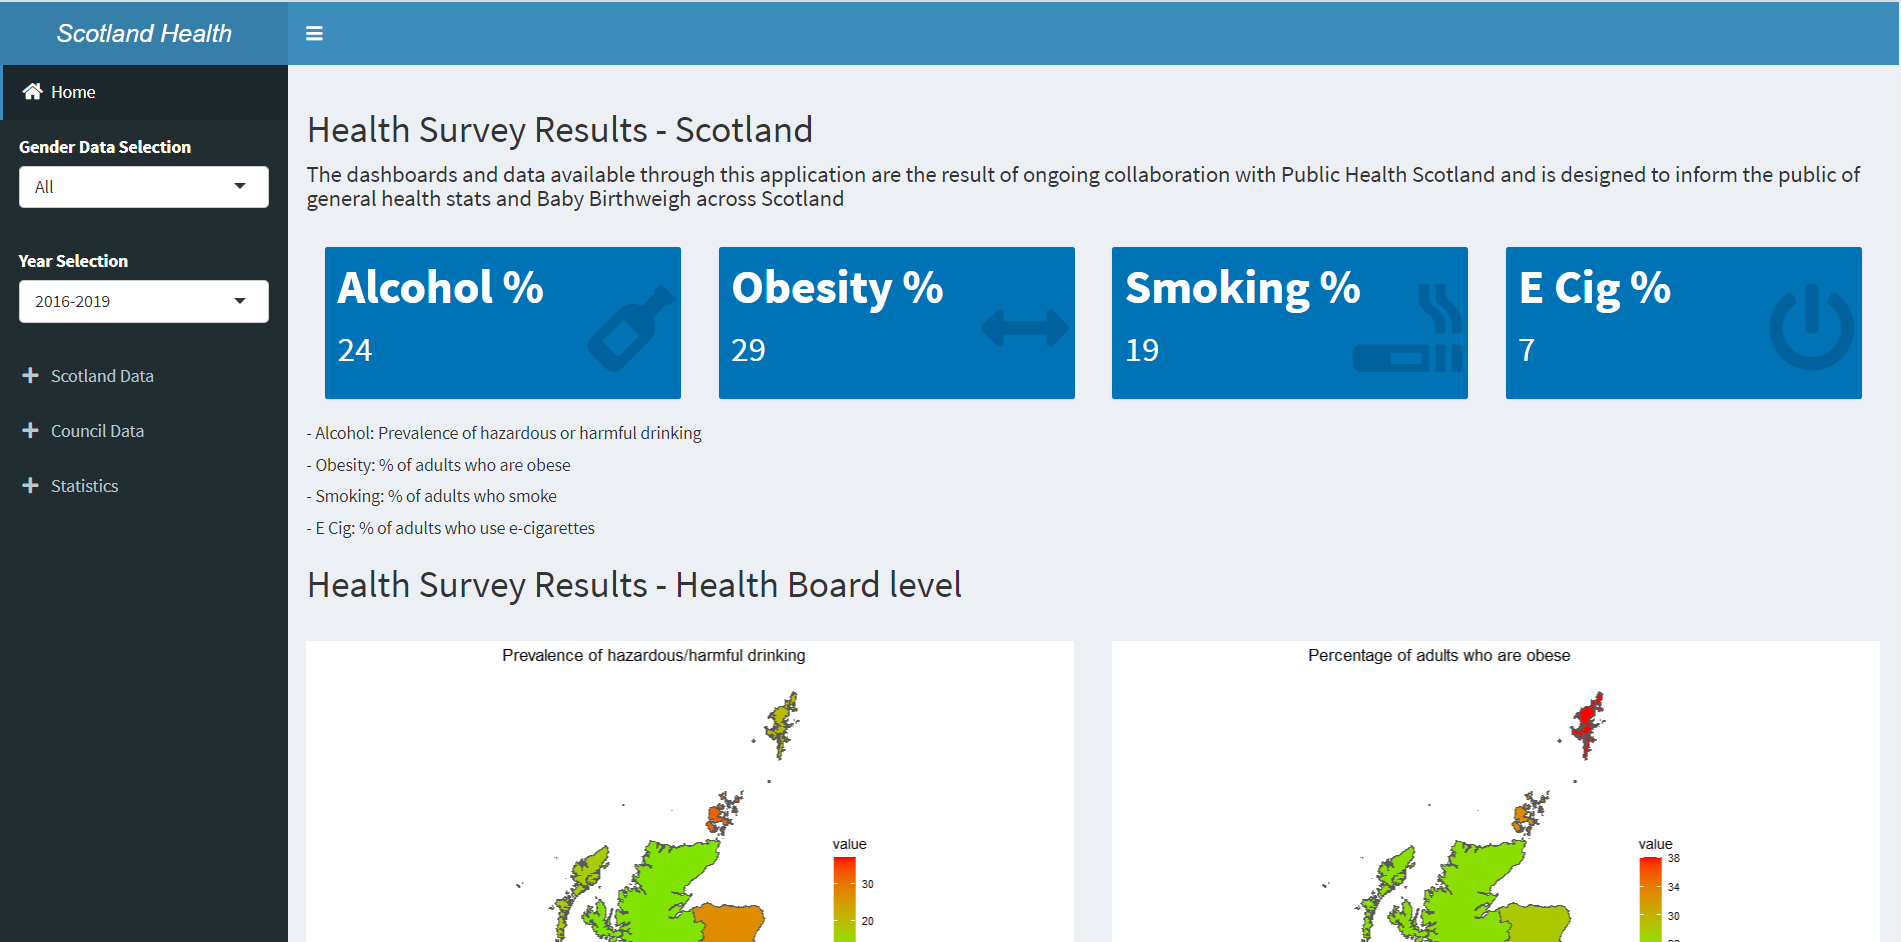 Scotland Health
Home
Gender Data Selection
All
Year Selection
2016-2019
Scotland Data
Council Data
Statistics
Health Survey Results - Scotland
The dashboards and data available through this application are the result of ongoing collaboration with Public Health Scotland and is designed to inform the public of
general health stats and Baby Birthweigh across Scotland
Alcohol %
24
Obesity %
29
Smoking %
19
E Cig %
7
- Alcohol: Prevalence of hazardous or harmful drinking
- Obesity: % of adults who are obese
- Smoking: % of adults who smoke
- E Cig: % of adults who use e-cigarettes
Health Survey Results - Health Board level
Prevalence of hazardous/harmful drinking
value
30
20
Percentage of adults who are obese
value
38
34
30